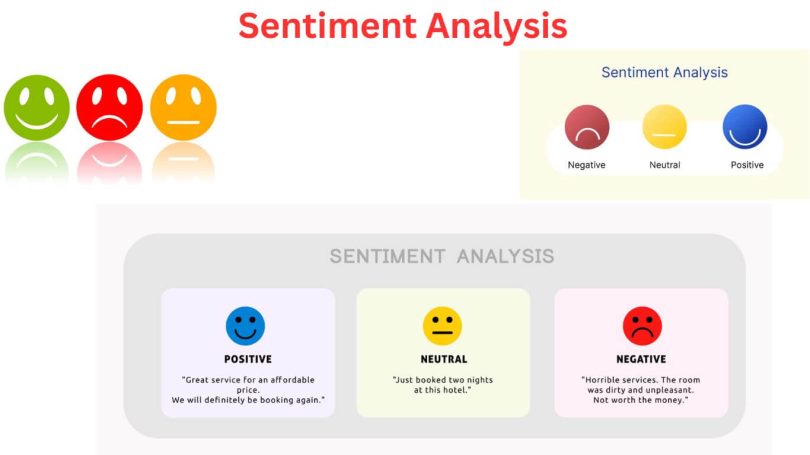 Sentiment Analysis
Sentiment Analysis
Negative
Neutral
Positive
SENTIMENT ANALYSIS
POSITIVE
"Great service for an affordable
price.
We will definitely be booking again."
NEUTRAL
"Just booked two nights
at this hotel."
NEGATIVE
"Horrible services. The room
was dirty and unpleasant.
Not worth the money."